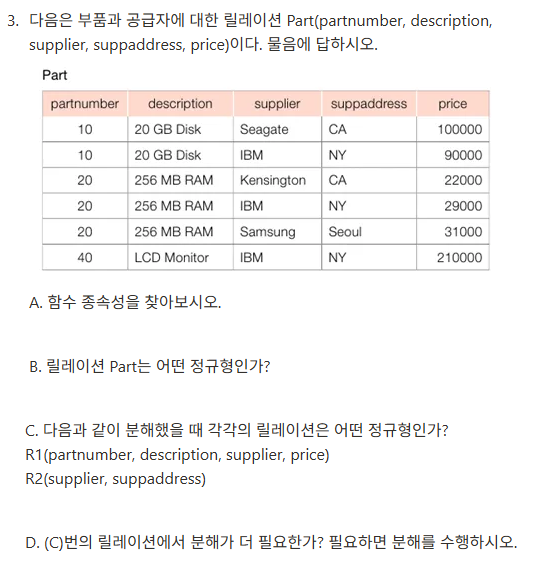 3. 다음은 부품과 공급자에 대한 릴레이션 Part(partnumber, description,
supplier, suppaddress, price)이다. 물음에 답하시오.
Part
partnumber description supplier suppaddress price
10 20 GB Disk Seagate CA 100000
10 20 GB Disk IBM NY 90000
20 256 MB RAM Kensington CA 22000
20 256 MB RAM IBM NY 29000
20 256 MB RAM Samsung Seoul 31000
40 LCD Monitor IBM NY 210000
A. 함수 종속성을 찾아보시오.
B. 릴레이션 Part는 어떤 정규형인가?
C. 다음과 같이 분해했을 때 각각의 릴레이션은 어떤 정규형인가?
R1(partnumber, description, supplier, price)
R2(supplier, suppaddress)
D. (C)번의 릴레이션에서 분해가 더 필요한가? 필요하면 분해를 수행하시오.